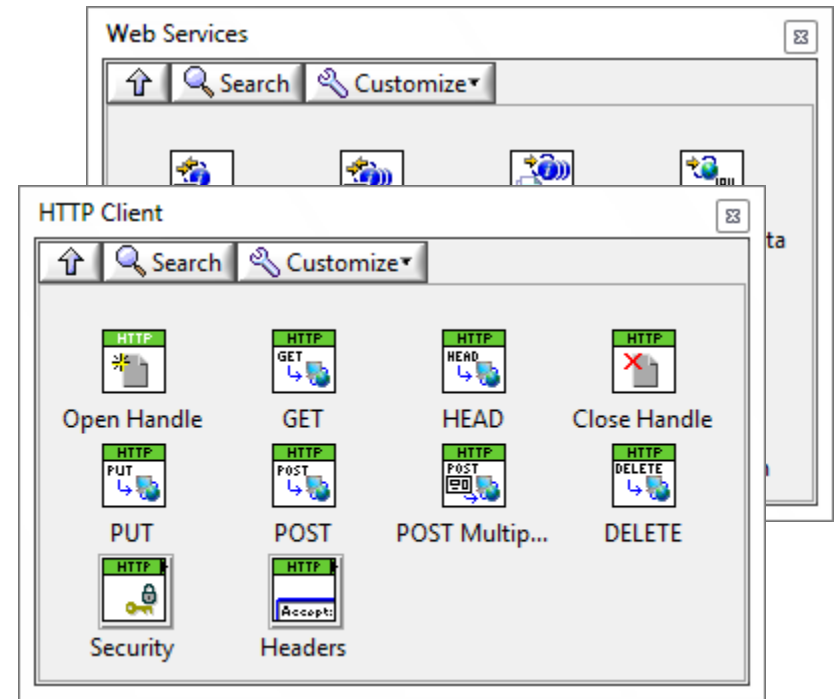 Web Services
Search Customize
ta
HTTP Client
Search Customize
HTTP HTTP HTTP HTTP
GET HEAD
Open Handle GET HEAD Close Handle
HTTP HTTP HTTP HTTP
PUT POST POST DELETE
PUT POST POST Multip... DELETE
HTTP HTTP
Accept:
Security Headers